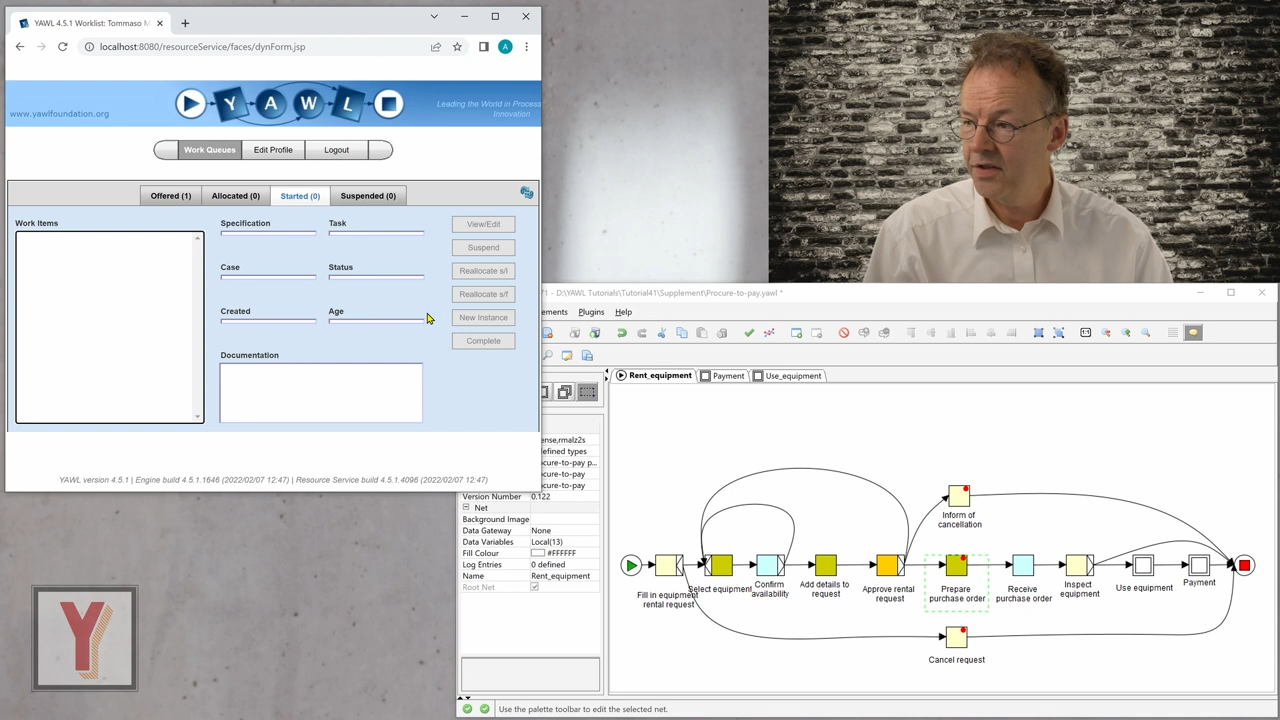 YAWL 4.5.1 Worklist: Tommaso M
localhost:8080/resourceService/faces/dynForm.jsp
A
www.yawlfoundation.org
Y A W L
Leading the World in Process
Innovation
Work Queues
Edit Profile
Logout
Offered (1)
Allocated (0)
Started (0)
Suspended (0)
Work Items
Specification
Task
View/Edit
Suspend
Case
Status
Reallocate s/l
Reallocate s/f
Created
Age
New Instance
Complete
Documentation
YAWL version 4.5.1 | Engine build 4.5.1.1646 (2022/02/07 12:47) | Resource Service build 4.5.1.4096 (2022/02/07 12:47)
71 - D:\YAWL Tutorials\Tutorial41\Supplement\Procure-to-pay.yawl *
ements Plugins Help
Rent_equipment
Payment
Use_equipment
ense,rmalz2s
efined types
ocure-to-pay p...
ocure-to-pay
ocure-to-pay
Version Number 0.122
Net
Background Image
Data Gateway None
Data Variables Local(13)
Fill Colour #FFFFFF
Log Entries 0 defined
Name Rent_equipment
Root Net
Inform of
cancellation
Fill in equipment
rental request
Select equipment
Confirm
availability
Add details to
request
Approve rental
request
Prepare
purchase order
Receive
purchase order
Inspect
equipment
Use equipment
Payment
Cancel request
Y
Use the palette toolbar to edit the selected net.